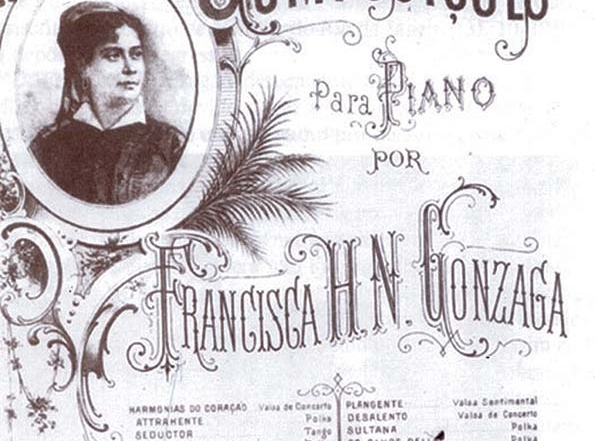 Para PIANO
POR
FRANCISCA H. N. GONZAGA
HARMONIAS DO CORAÇÃO Valsa de Concerto
ATTRAHENTE Polka
SEDUCTOR Tango
PLANGENTE Valsa Sentimental
DESALENTO Valsa de Concerto
SULTANA Polka
Polka